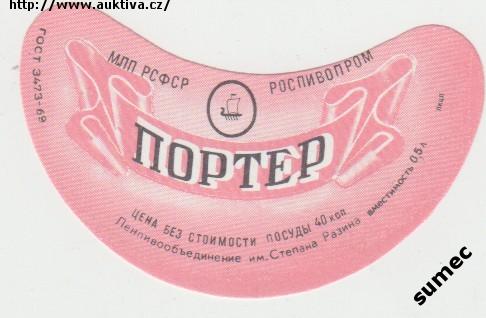 http://www.auktiva.cz/
ГОСТ 3473-69
МПП РСФСР
РОСПИВОПРОМ
ПОРТЕР
ЦЕНА БЕЗ СТОИМОСТИ ПОСУДЫ 40 коп.
вместимость 0,5 л
Ленпивообъединение им. Степана Разина
sumec